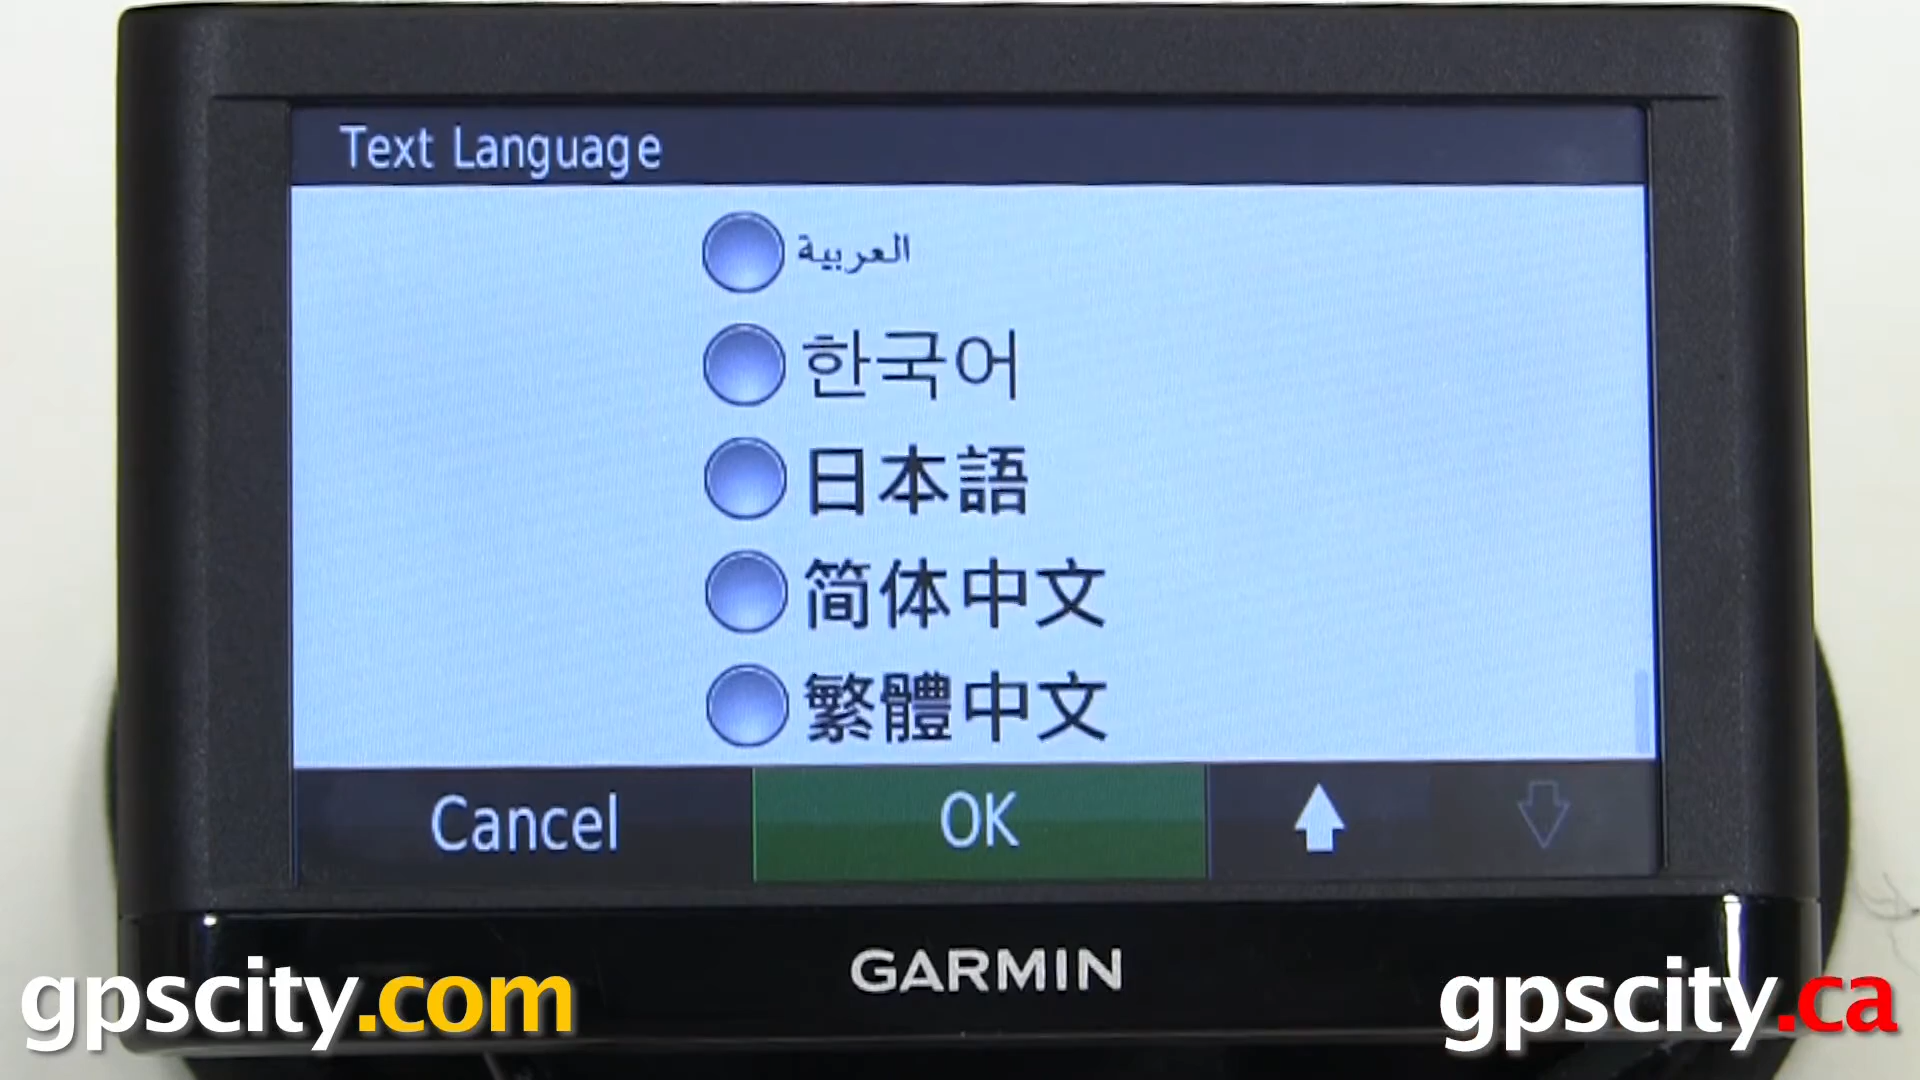 Text Language
العربية
한국어
日本語
简体中文
繁體中文
Cancel OK
GARMIN
gpscity.com
gpscity.ca